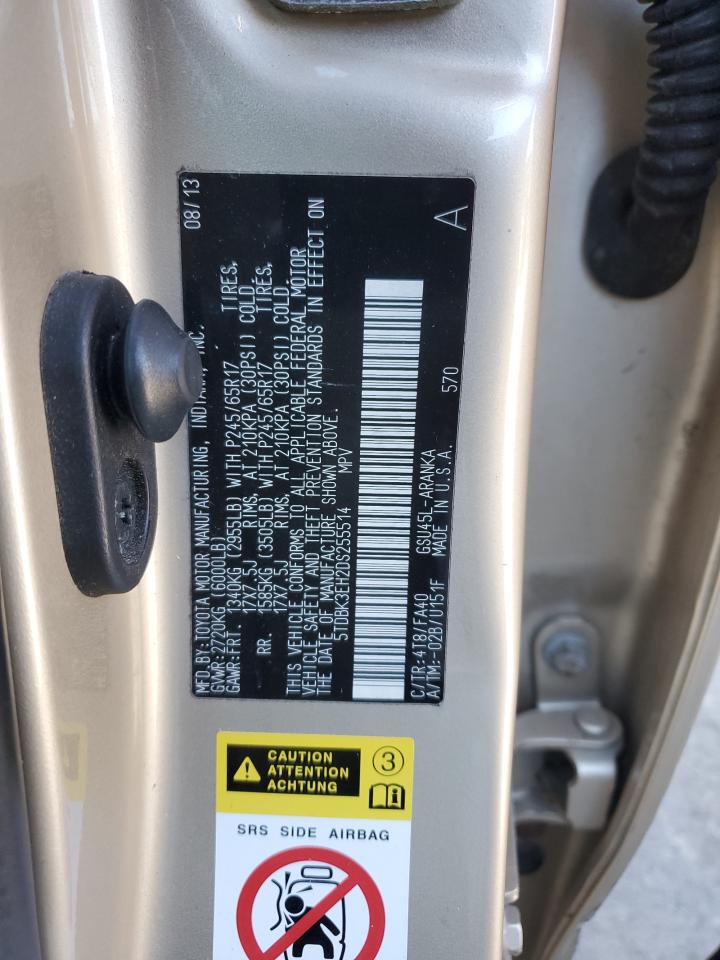 MFD.BY:TOYOTA MOTOR MANUFACTURING, INDIANA, INC. 08/13
GVWR:2720KG (6000LB)
GAWR:FRT. 1340KG (2955LB) WITH P245/65R17 TIRES,
17X7.5J RIMS, AT 210KPA (30PSI) COLD.
RR. 1595KG (3505LB) WITH P245/65R17 TIRES,
17X7.5J RIMS, AT 210KPA (30PSI) COLD.
THIS VEHICLE CONFORMS TO ALL APPLICABLE FEDERAL MOTOR
VEHICLE SAFETY AND THEFT PREVENTION STANDARDS IN EFFECT ON
THE DATE OF MANUFACTURE SHOWN ABOVE.
5TDBK3EH2DS255514 MPV
C/TR:4T8/FA40 GSU45L-ARANKA
A/TM:-02B/U151F MADE IN U.S.A. 570 A
CAUTION
ATTENTION
ACHTUNG
3
SRS SIDE AIRBAG